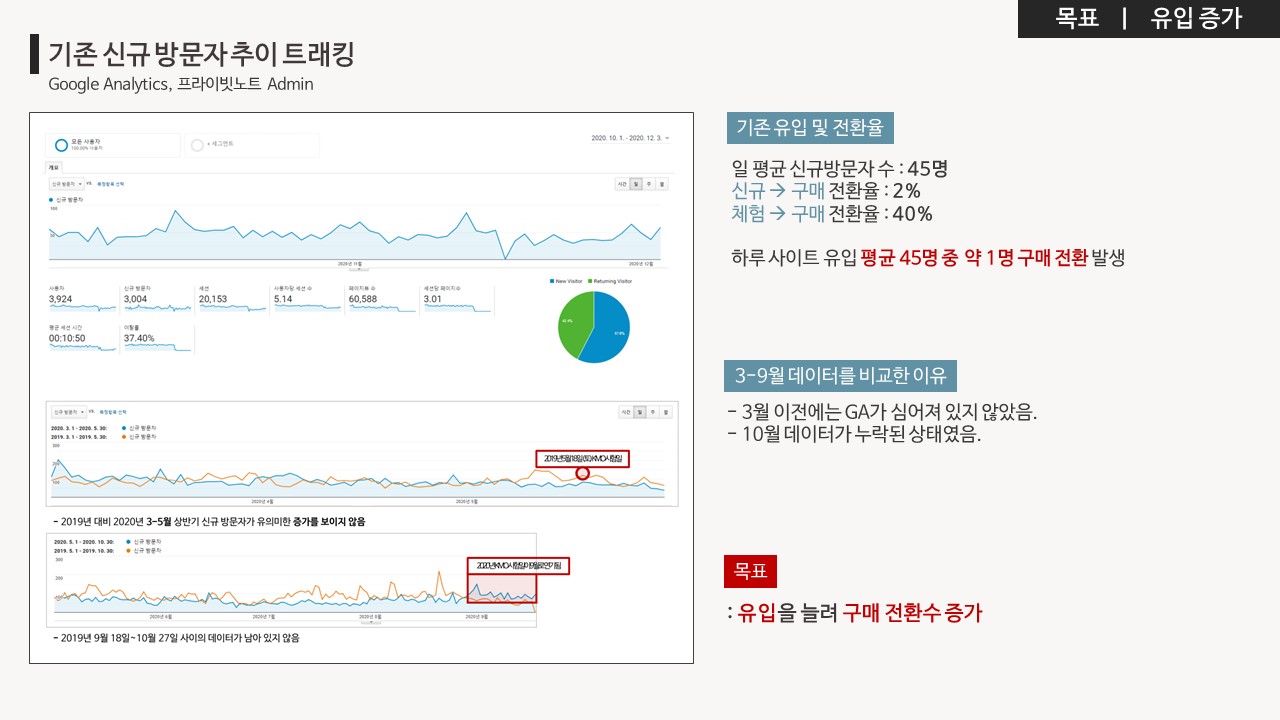 목표 | 유입 증가
기존 신규 방문자 추이 트래킹
Google Analytics, 프라이빗노트 Admin
모든 사용자
100.00% 사용자
+ 세그먼트
2020. 10. 1. - 2020. 12. 3.
개요
신규 방문자 vs. 측정항목 선택
시간 일 주 월
신규 방문자
100
50
2020년 11월
2020년 12월
사용자
3,924
신규 방문자
3,004
세션
20,153
사용자당 세션 수
5.14
페이지뷰 수
60,588
세션당 페이지수
3.01
평균 세션 시간
00:10:50
이탈률
37.40%
New Visitor Returning Visitor
42.4%
57.6%
신규 방문자 vs. 측정항목 선택
시간 일 주 월
2020. 3. 1 - 2020. 5. 30: 신규 방문자
2019. 3. 1 - 2019. 5. 30: 신규 방문자
300
200
100
2019년 5월 18일 (토) KMO 시험일
2020년 4월
2020년 5월
- 2019년 대비 2020년 3-5월 상반기 신규 방문자가 유의미한 증가를 보이지 않음
2020. 5. 1 - 2020. 10. 30: 신규 방문자
2019. 5. 1 - 2019. 10. 30: 신규 방문자
300
200
100
2020년 KMO 시험일이 9월로 연기됨
2020년 6월
2020년 7월
2020년 8월
2020년 9월
- 2019년 9월 18일~10월 27일 사이의 데이터가 남아 있지 않음
기존 유입 및 전환율
일 평균 신규방문자 수 : 45명
신규 → 구매 전환율 : 2%
체험 → 구매 전환율 : 40%
하루 사이트 유입 평균 45명 중 약 1명 구매 전환 발생
3-9월 데이터를 비교한 이유
- 3월 이전에는 GA가 심어져 있지 않았음.
- 10월 데이터가 누락된 상태였음.
목표
: 유입을 늘려 구매 전환수 증가